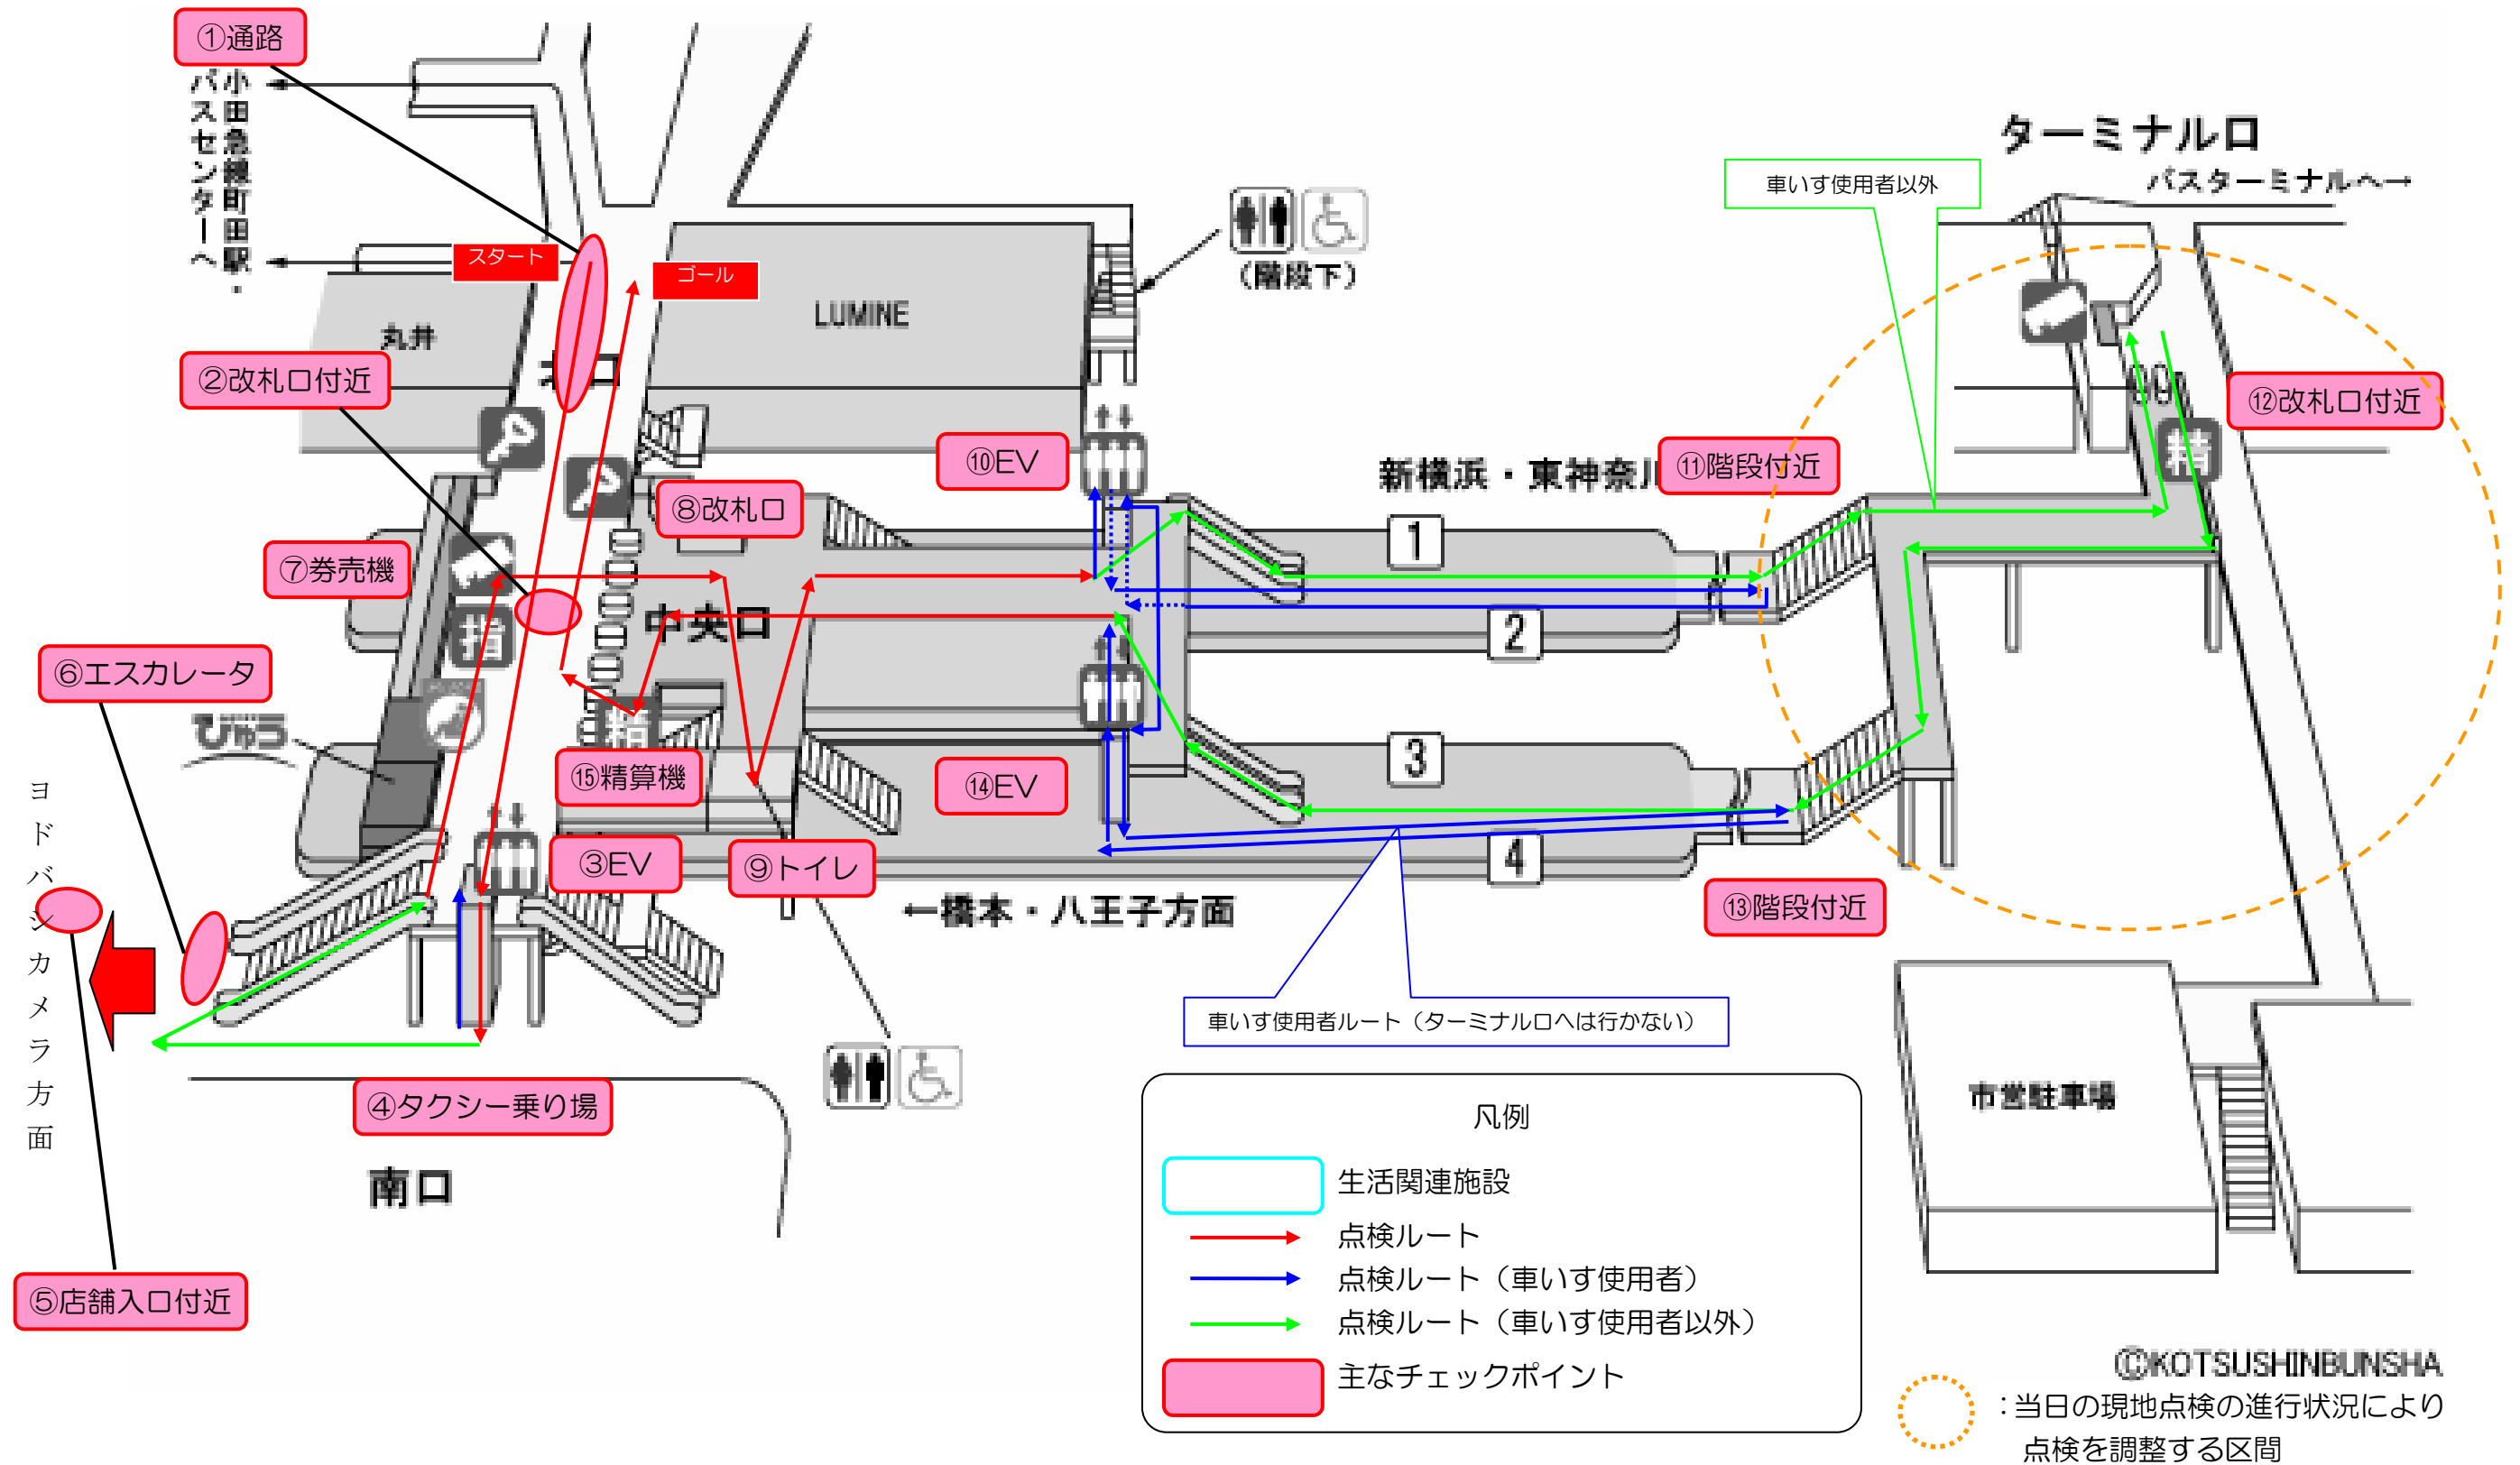 ①通路
小田急線町田駅・
バスセンターへ
ターミナル口
バスターミナルへ→
車いす使用者以外
(階段下)
スタート
ゴール
LUMINE
丸井
②改札口付近
⑫改札口付近
⑩EV
⑪階段付近
新横浜・東神奈川
⑧改札口
精
1
⑦券売機
中央口
2
指
⑥エスカレータ
精
びゅう
3
⑮精算機
⑭EV
ヨドバシカメラ方面
③EV
⑨トイレ
4
←橋本・八王子方面
⑬階段付近
車いす使用者ルート（ターミナル口へは行かない）
④タクシー乗り場
市営駐車場
南口
⑤店舗入口付近
凡例
生活関連施設
点検ルート
点検ルート（車いす使用者）
点検ルート（車いす使用者以外）
主なチェックポイント
©KOTSUSHINBUNSHA
：当日の現地点検の進行状況により
点検を調整する区間